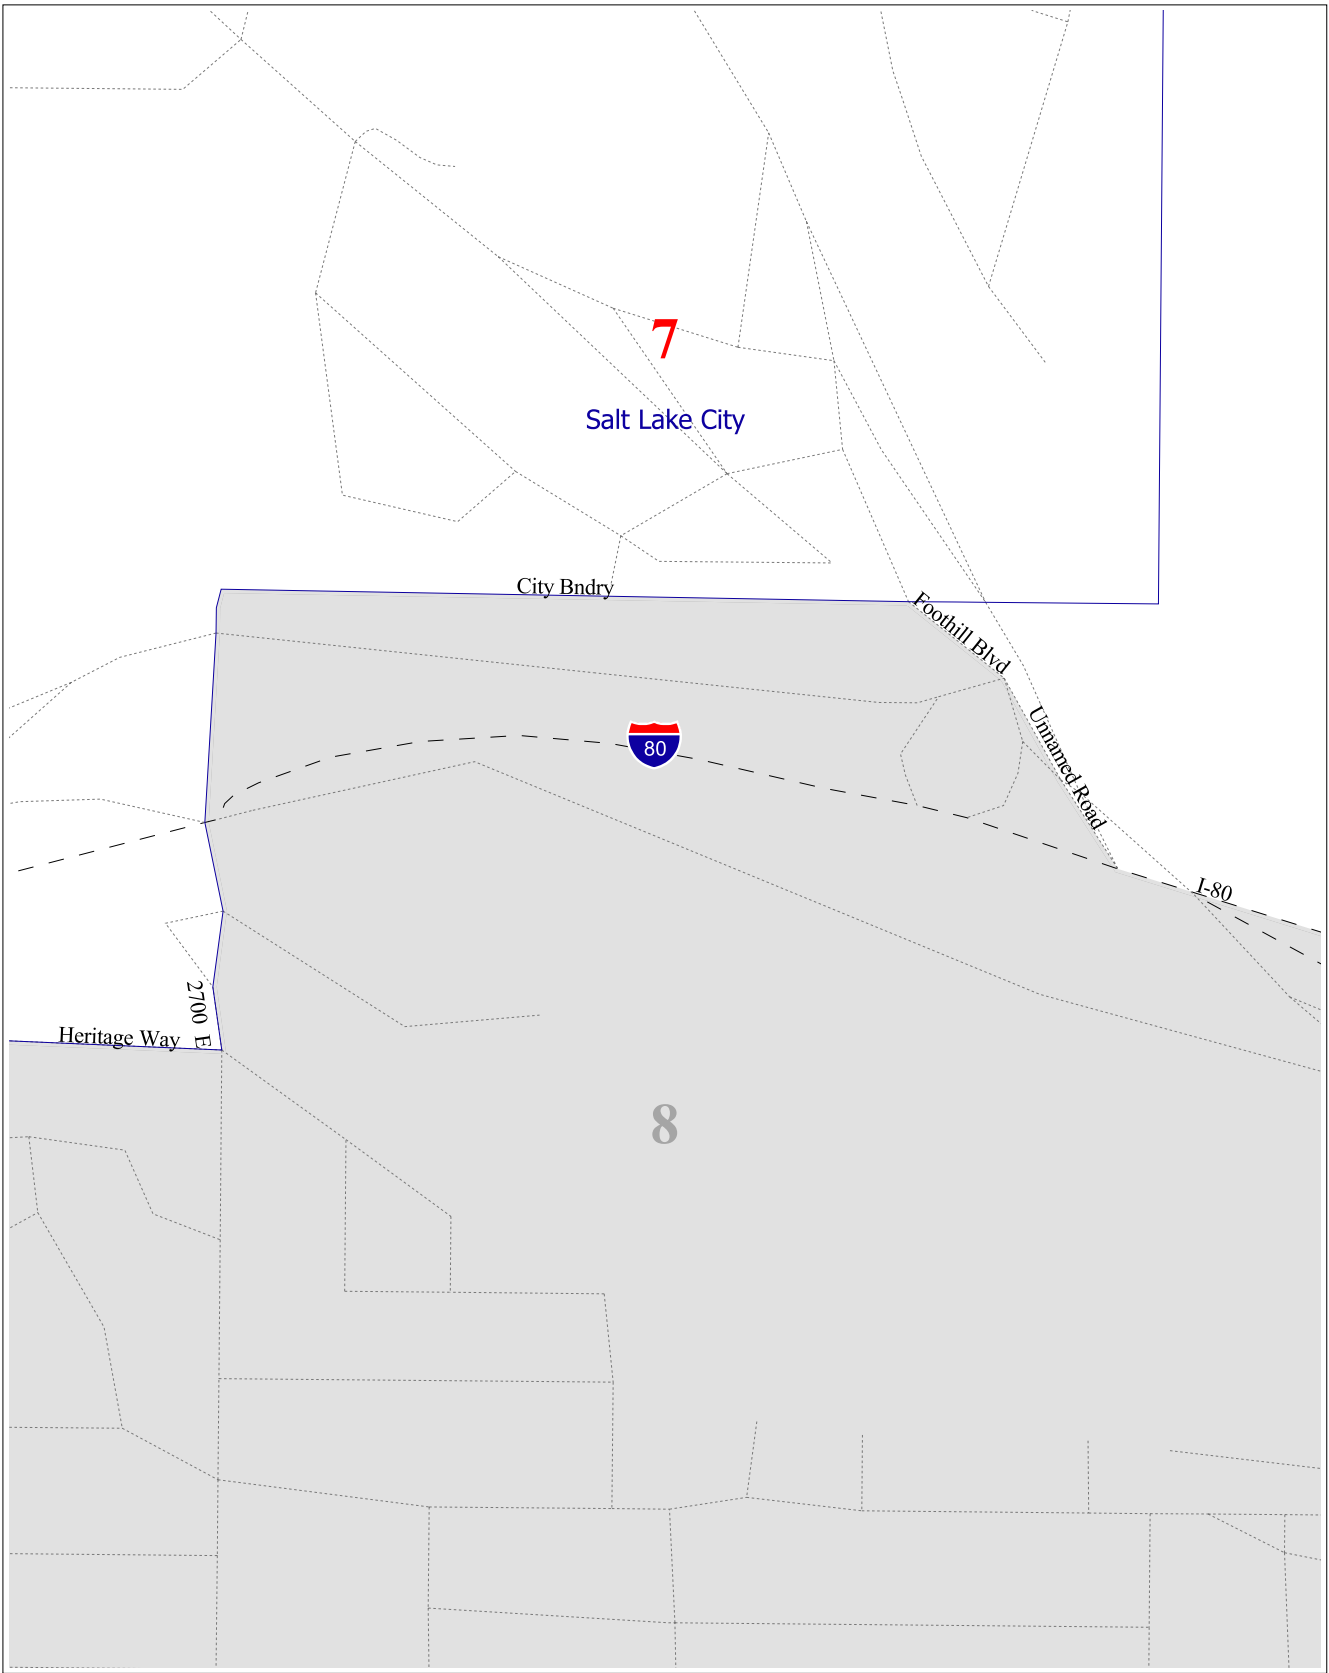 7
Salt Lake City
City Bndry
Foothill Blvd
Unnamed Road
80
I-80
2700 E
Heritage Way
8